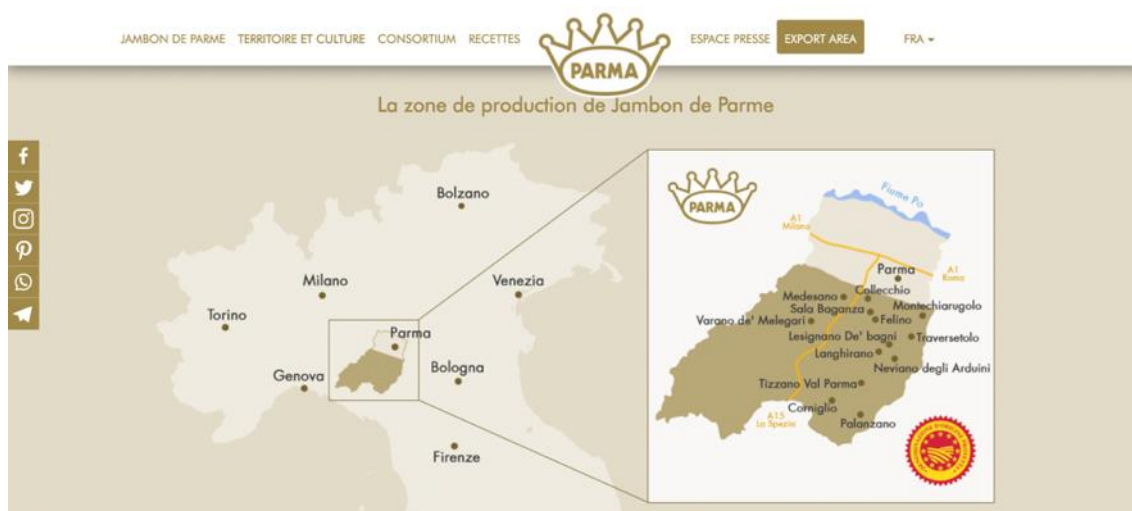 JAMBON DE PARME TERRITOIRE ET CULTURE CONSORTIUM RECETTES
PARMA
ESPACE PRESSE EXPORT AREA FRA
La zone de production de Jambon de Parme
Bolzano
Milano
Venezia
Torino
Parma
Genova
Bologna
Firenze
PARMA
Fiume Po
A1
Milano
A1
Roma
Parma
Collecchio
Medesano
Montechiarugolo
Sala Baganza
Felino
Varano de' Melegari
Traversetolo
Lesignano De' bagni
Langhirano
Neviano degli Arduini
Tizzano Val Parma
Corniglio
Palanzano
A15
La Spezia